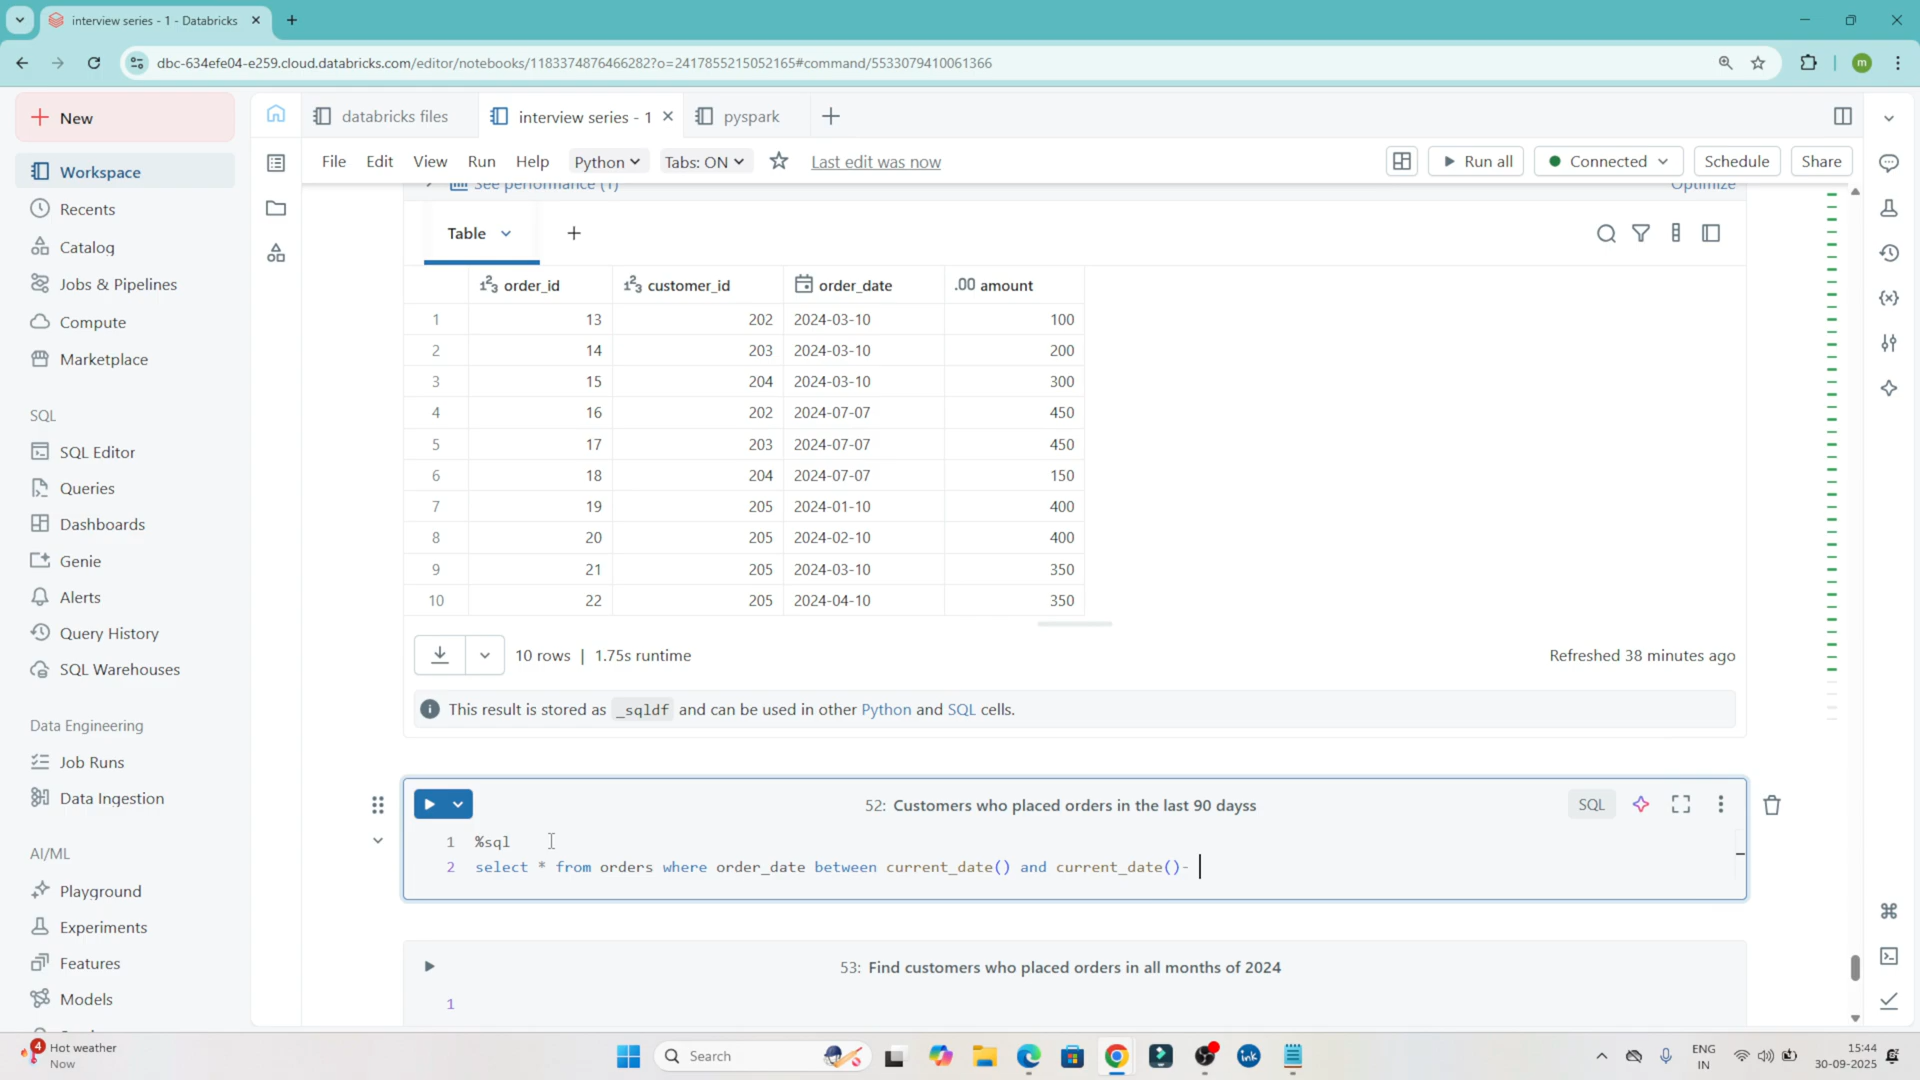 interview series - 1 - Databricks
dbc-634efe04-e259.cloud.databricks.com/editor/notebooks/1183374876466282?o=2417855215052165#command/5533079410061366
m
New
Workspace
Recents
Catalog
Jobs & Pipelines
Compute
Marketplace
SQL
SQL Editor
Queries
Dashboards
Genie
Alerts
Query History
SQL Warehouses
Data Engineering
Job Runs
Data Ingestion
AI/ML
Playground
Experiments
Features
Models
databricks files
interview series - 1
pyspark
File Edit View Run Help Python Tabs: ON Last edit was now
Run all Connected Schedule Share
See performance (1) Optimize
Table
order_id customer_id order_date amount
1 13 202 2024-03-10 100
2 14 203 2024-03-10 200
3 15 204 2024-03-10 300
4 16 202 2024-07-07 450
5 17 203 2024-07-07 450
6 18 204 2024-07-07 150
7 19 205 2024-01-10 400
8 20 205 2024-02-10 400
9 21 205 2024-03-10 350
10 22 205 2024-04-10 350
10 rows | 1.75s runtime Refreshed 38 minutes ago
This result is stored as _sqldf and can be used in other Python and SQL cells.
52: Customers who placed orders in the last 90 dayss SQL
1 %sql
2 select * from orders where order_date between current_date() and current_date()-
53: Find customers who placed orders in all months of 2024
1
4 Hot weather
Now
Search
ink
ENG
IN
15:44
30-09-2025